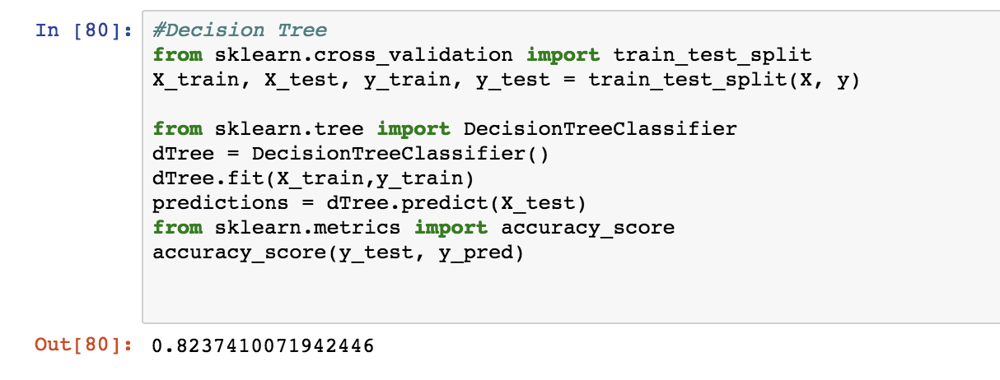 In [80]: #Decision Tree
from sklearn.cross_validation import train_test_split
X_train, X_test, y_train, y_test = train_test_split(X, y)
from sklearn.tree import DecisionTreeClassifier
dTree = DecisionTreeClassifier()
dTree.fit(X_train,y_train)
predictions = dTree.predict(X_test)
from sklearn.metrics import accuracy_score
accuracy_score(y_test, y_pred)
Out[80]: 0.8237410071942446